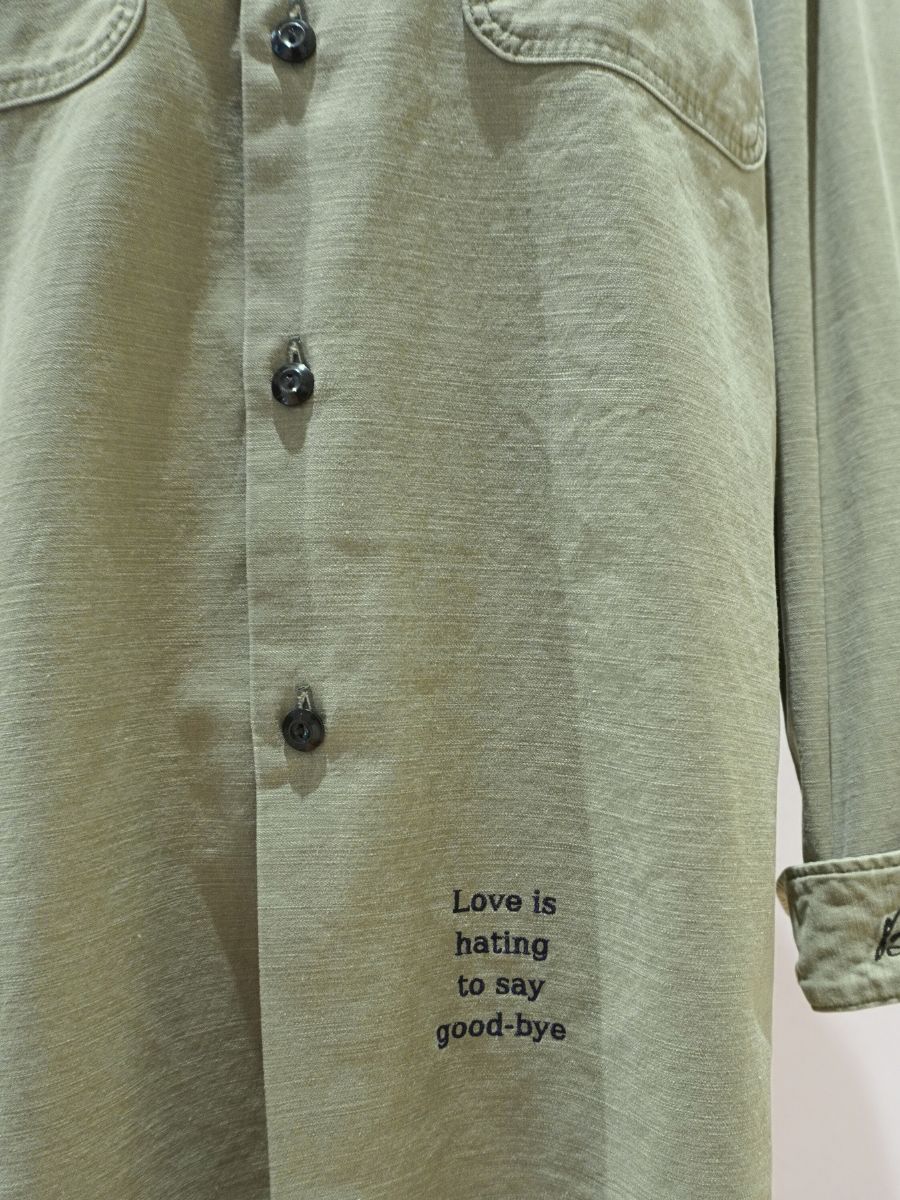 Love is
hating
to say
good-bye